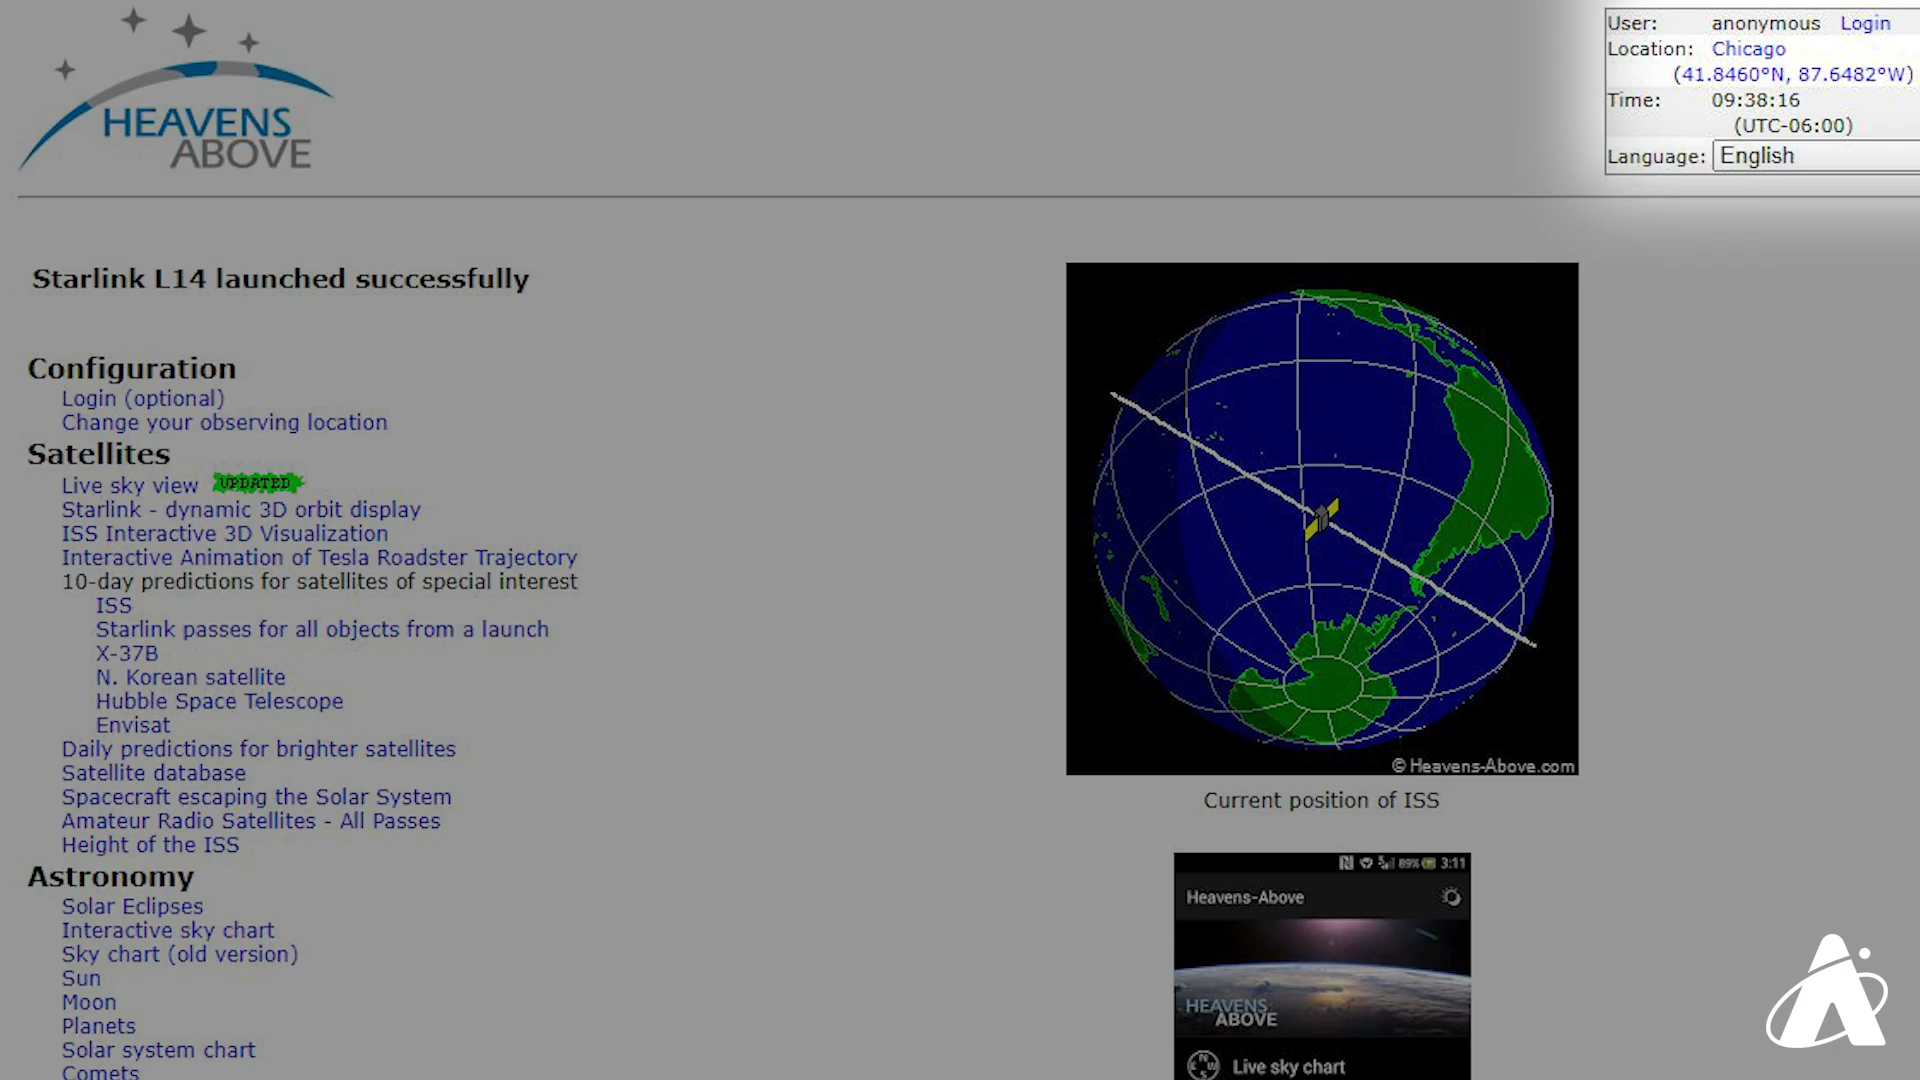 HEAVENS
ABOVE
User: anonymous Login
Location: Chicago
(41.8460°N, 87.6482°W)
Time: 09:38:16
(UTC-06:00)
Language: English
Starlink L14 launched successfully
Configuration
Login (optional)
Change your observing location
Satellites
Live sky view UPDATED
Starlink - dynamic 3D orbit display
ISS Interactive 3D Visualization
Interactive Animation of Tesla Roadster Trajectory
10-day predictions for satellites of special interest
ISS
Starlink passes for all objects from a launch
X-37B
N. Korean satellite
Hubble Space Telescope
Envisat
Daily predictions for brighter satellites
Satellite database
Spacecraft escaping the Solar System
Amateur Radio Satellites - All Passes
Height of the ISS
Astronomy
Solar Eclipses
Interactive sky chart
Sky chart (old version)
Sun
Moon
Planets
Solar system chart
Comets
© Heavens-Above.com
Current position of ISS
89% 3:11
Heavens-Above
HEAVENS
ABOVE
N E W S
Live sky chart